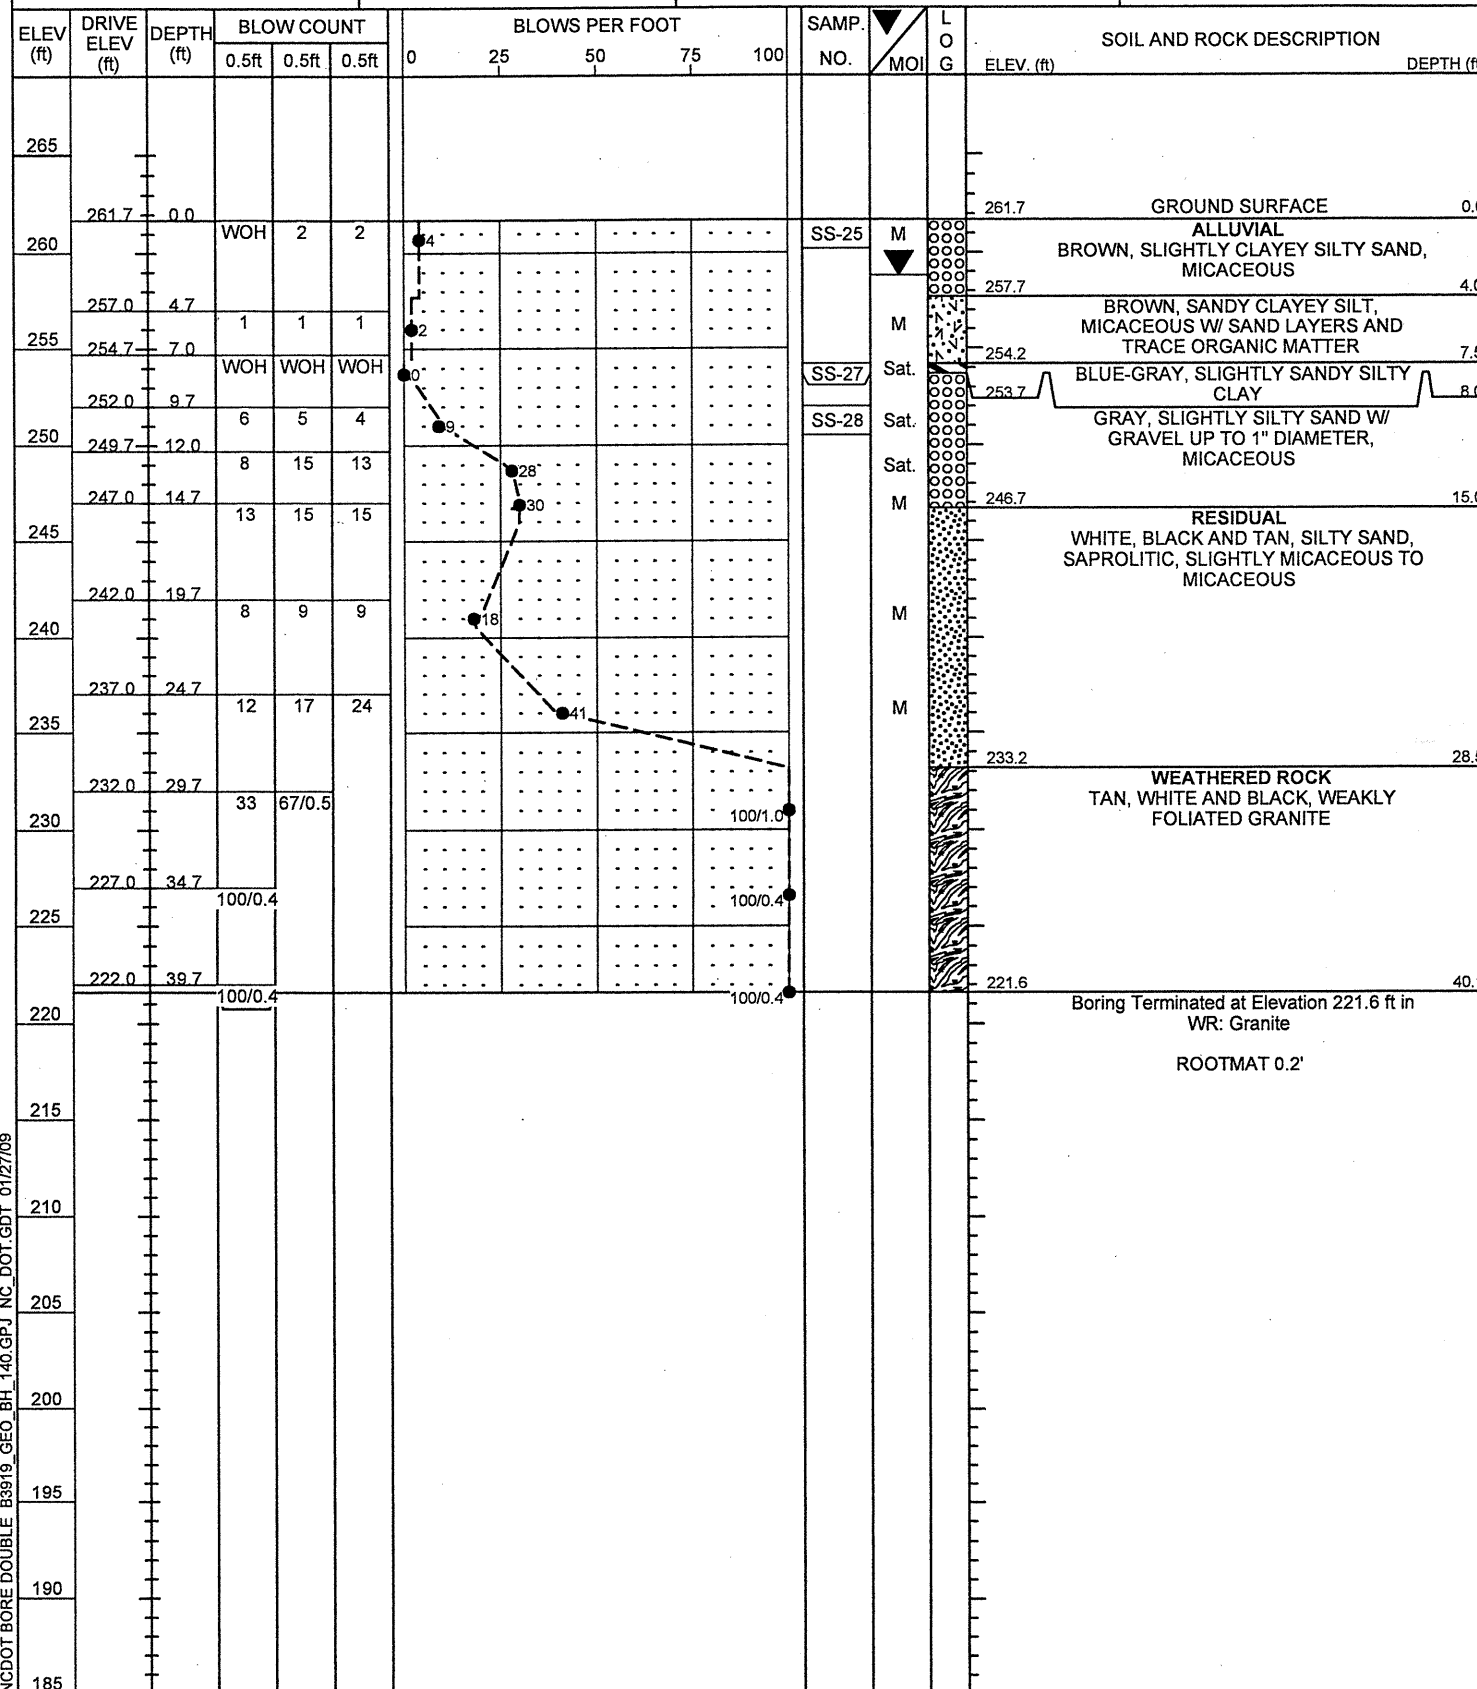 ELEV (ft)
DRIVE ELEV (ft)
DEPTH (ft)
BLOW COUNT
0.5ft 0.5ft 0.5ft
BLOWS PER FOOT
0 25 50 75 100
SAMP. NO.
MOI
L O G
SOIL AND ROCK DESCRIPTION
ELEV. (ft) DEPTH
265
261.7 0.0
261.7 GROUND SURFACE
WOH 2 2
4
SS-25 M
ALLUVIAL
BROWN, SLIGHTLY CLAYEY SILTY SAND,
MICACEOUS
260
257.7
257.0 4.7
1 1 1
2
M
BROWN, SANDY CLAYEY SILT,
MICACEOUS W/ SAND LAYERS AND
TRACE ORGANIC MATTER
255
254.7 7.0
254.2
WOH WOH WOH
0
SS-27 Sat.
BLUE-GRAY, SLIGHTLY SANDY SILTY
CLAY
253.7
252.0 9.7
6 5 4
9
SS-28 Sat.
GRAY, SLIGHTLY SILTY SAND W/
GRAVEL UP TO 1" DIAMETER,
MICACEOUS
250
249.7 12.0
8 15 13
28
Sat.
247.0 14.7
13 15 15
30
M
246.7
RESIDUAL
WHITE, BLACK AND TAN, SILTY SAND,
SAPROLITIC, SLIGHTLY MICACEOUS TO
MICACEOUS
245
242.0 19.7
8 9 9
18
M
240
237.0 24.7
12 17 24
41
M
235
233.2
WEATHERED ROCK
TAN, WHITE AND BLACK, WEAKLY
FOLIATED GRANITE
232.0 29.7
33 67/0.5
100/1.0
230
227.0 34.7
100/0.4
100/0.4
225
222.0 39.7
100/0.4
100/0.4
221.6
Boring Terminated at Elevation 221.6 ft in
WR: Granite
ROOTMAT 0.2'
220
215
210
205
200
195
190
185
NCDOT BORE DOUBLE B3919_GEO_BH_140.GPJ NC_DOT.GDT 01/27/09